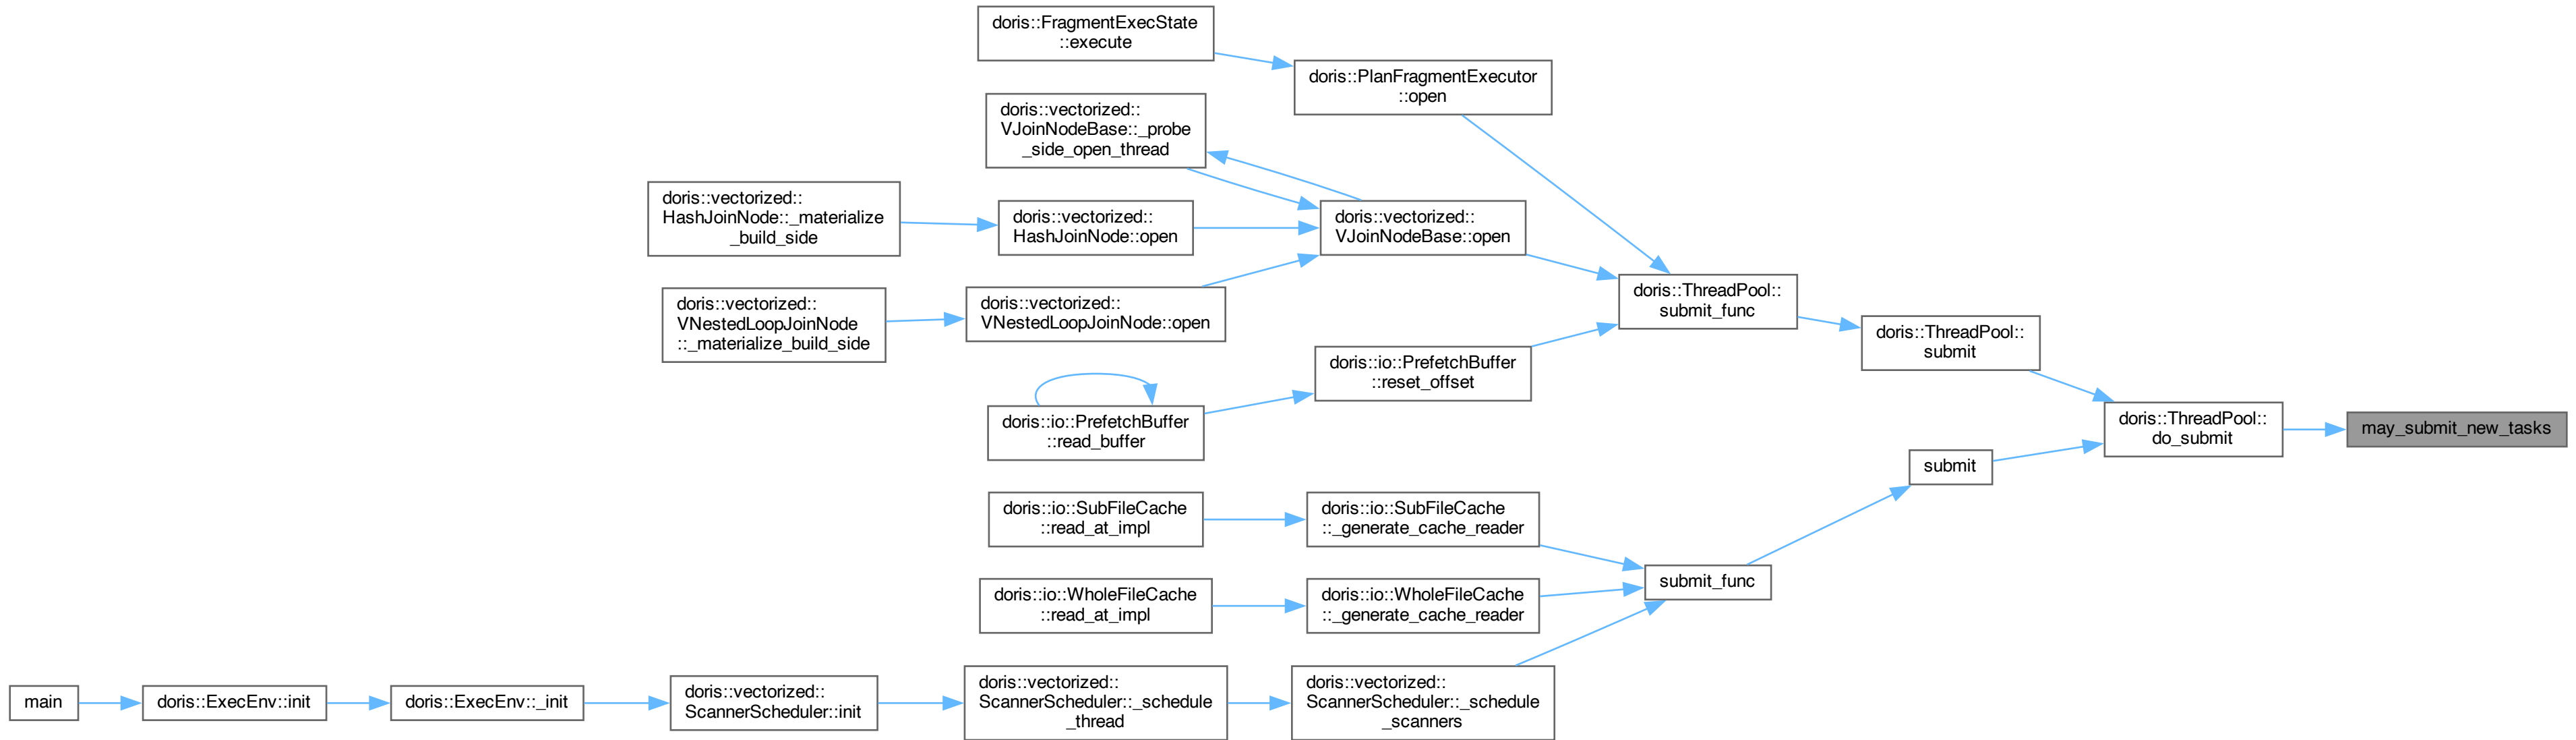 doris::FragmentExecState
::execute
doris::PlanFragmentExecutor
::open
doris::vectorized::
VJoinNodeBase::_probe
_side_open_thread
doris::vectorized::
HashJoinNode::_materialize
_build_side
doris::vectorized::
HashJoinNode::open
doris::vectorized::
VJoinNodeBase::open
doris::vectorized::
VNestedLoopJoinNode
::_materialize_build_side
doris::vectorized::
VNestedLoopJoinNode::open
doris::ThreadPool::
submit_func
doris::ThreadPool::
submit
doris::io::PrefetchBuffer
::reset_offset
doris::io::PrefetchBuffer
::read_buffer
doris::ThreadPool::
do_submit
may_submit_new_tasks
submit
doris::io::SubFileCache
::read_at_impl
doris::io::SubFileCache
::_generate_cache_reader
submit_func
doris::io::WholeFileCache
::read_at_impl
doris::io::WholeFileCache
::_generate_cache_reader
main
doris::ExecEnv::init
doris::ExecEnv::_init
doris::vectorized::
ScannerScheduler::init
doris::vectorized::
ScannerScheduler::_schedule
_thread
doris::vectorized::
ScannerScheduler::_schedule
_scanners